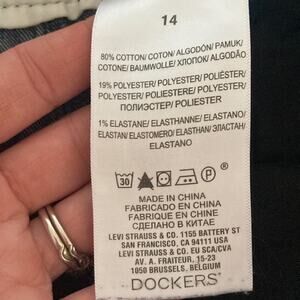 14
80% COTTON/ COTON/ ALGODÓN/ PAMUK/
COTONE/ BAUMWOLLE/ ХЛОПОК/ ALGODÃO
19% POLYESTER/ POLYESTER/ POLIÉSTER/
POLYESTER/ POLIESTERE/ POLYESTER/
ПОЛИЭСТЕР/ POLIESTER
1% ELASTANE/ ELASTHANNE/ ELASTANO/
ELASTAN/ ELASTOMERO/ ELASTHAN/ ЭЛАСТАН/
ELASTANO
30 P ®
MADE IN CHINA
FABRICADO EN CHINA
FABRIQUE EN CHINE
СДЕЛАНО В КИТАЕ
LEVI STRAUSS & CO. 1155 BATTERY ST
SAN FRANCISCO, CA 94111 USA
LEVI STRAUSS & CO. EU SCA/CVA
AV. A. FRAITEUR, 15-23
1050 BRUSSELS, BELGIUM
DOCKERS®